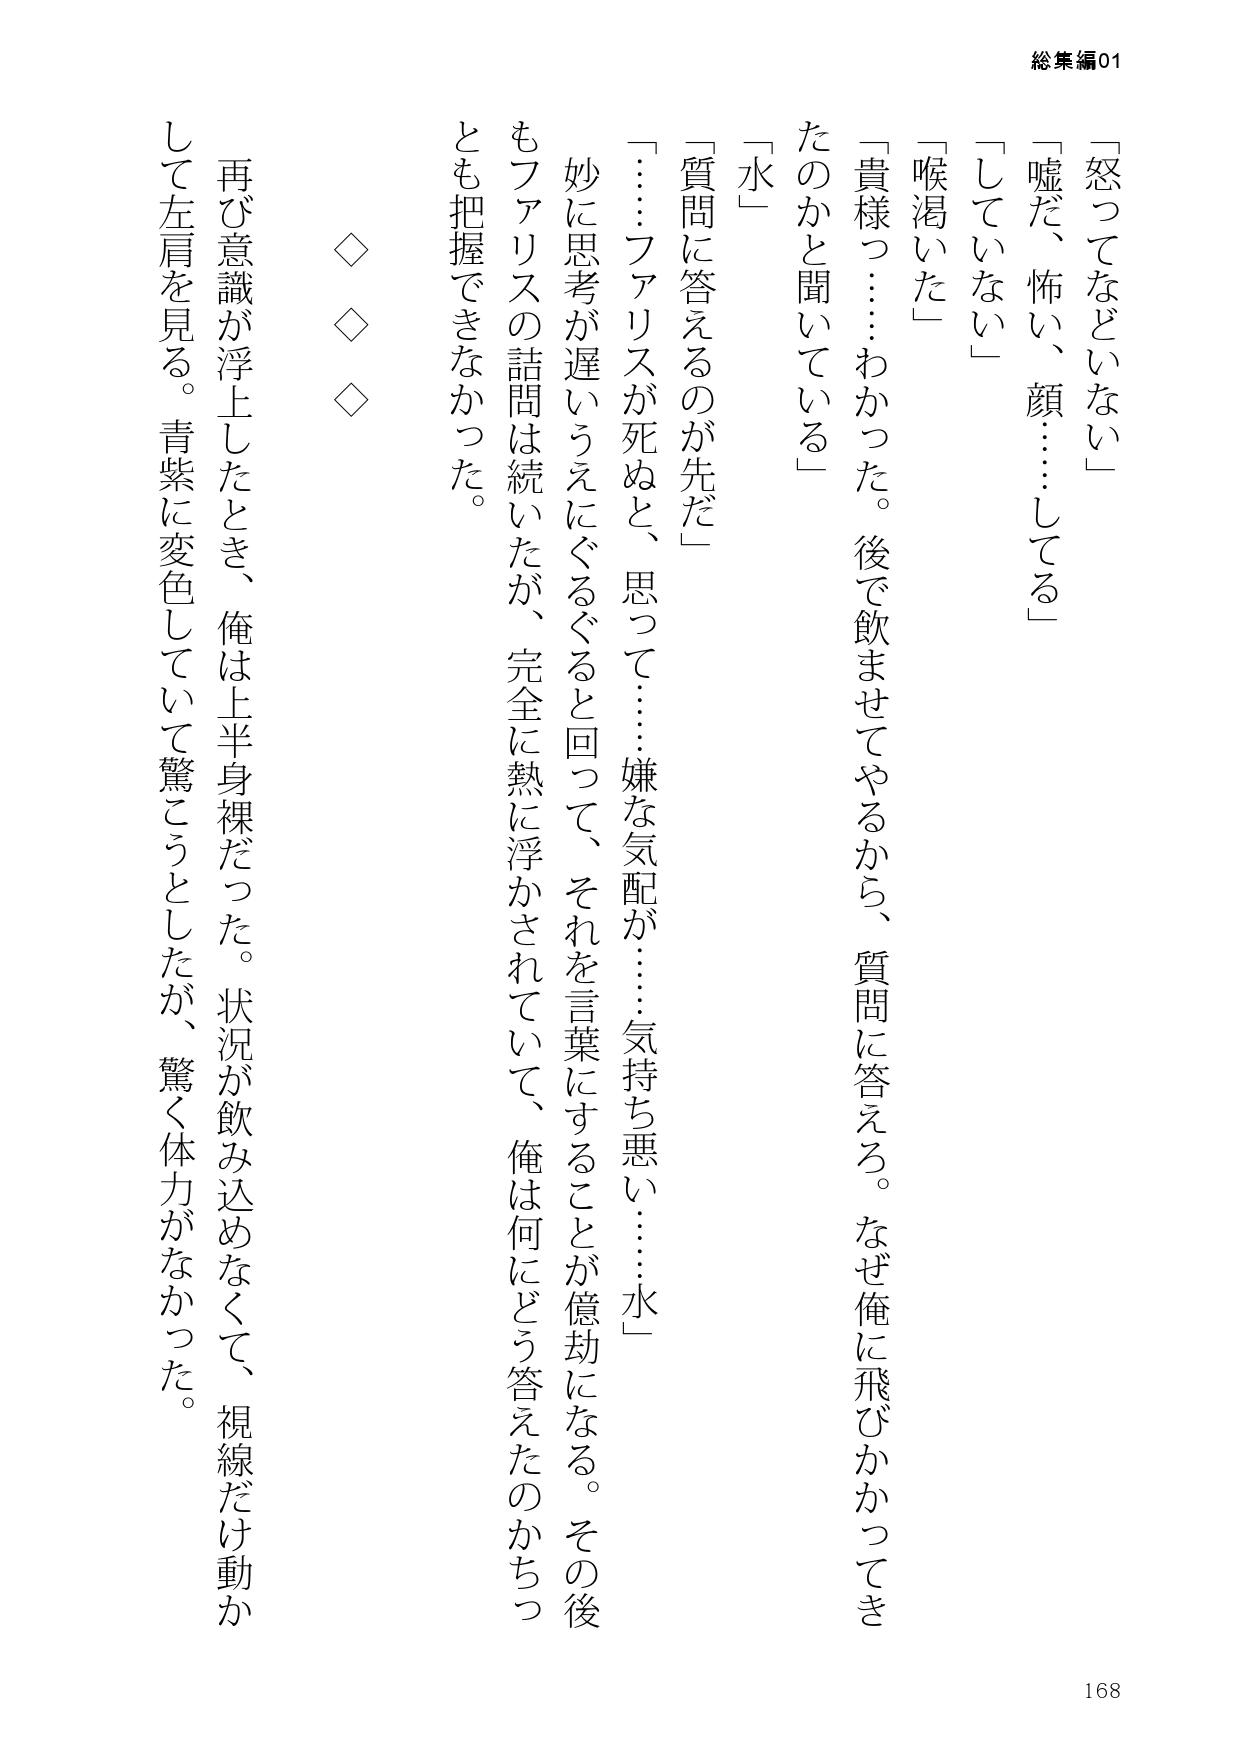 総集編01
「怒ってなどいない」
「嘘だ、怖い、顔……してる」
「していない」
「喉渇いた」
「貴様っ……わかった。後で飲ませてやるから、質問に答えろ。なぜ俺に飛びかかってき
たのかと聞いている」
「水」
「質問に答えるのが先だ」
「……ファリスが死ぬと、思って……嫌な気配が……気持ち悪い……水」
妙に思考が遅いうえにぐるぐると回って、それを言葉にすることが億劫になる。その後
もファリスの詰問は続いたが、完全に熱に浮かされていて、俺は何にどう答えたのかちっ
とも把握できなかった。
◇ ◇ ◇
再び意識が浮上したとき、俺は上半身裸だった。状況が飲み込めなくて、視線だけ動か
して左肩を見る。青紫に変色していて驚こうとしたが、驚く体力がなかった。
168